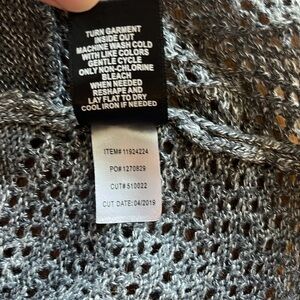 TURN GARMENT
INSIDE OUT
MACHINE WASH COLD
WITH LIKE COLORS
GENTLE CYCLE
ONLY NON-CHLORINE
BLEACH
WHEN NEEDED
RESHAPE AND
LAY FLAT TO DRY
COOL IRON IF NEEDED
ITEM# 11924224
PO# 1270829
CUT# 510022
CUT DATE: 04/2019